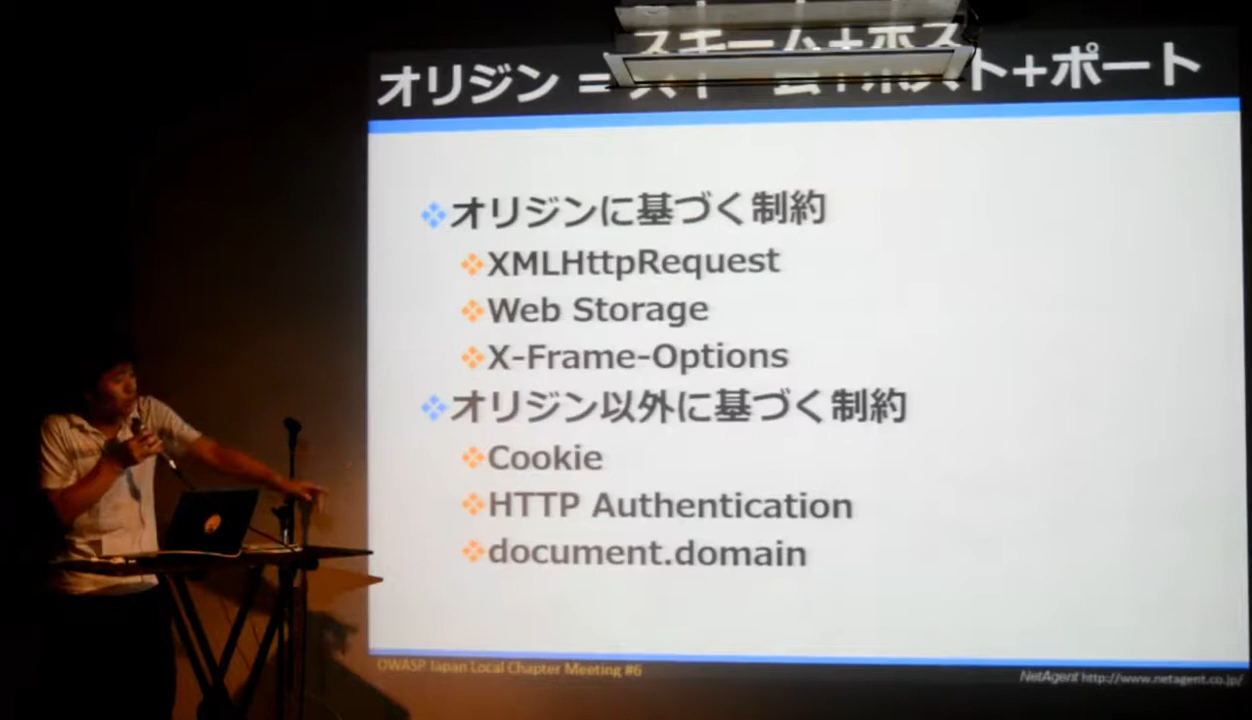 オリジン = スキーム+ホスト+ポート
オリジンに基づく制約
XMLHttpRequest
Web Storage
X-Frame-Options
オリジン以外に基づく制約
Cookie
HTTP Authentication
document.domain
OWASP Japan Local Chapter Meeting #6
NetAgent http://www.netagent.co.jp/